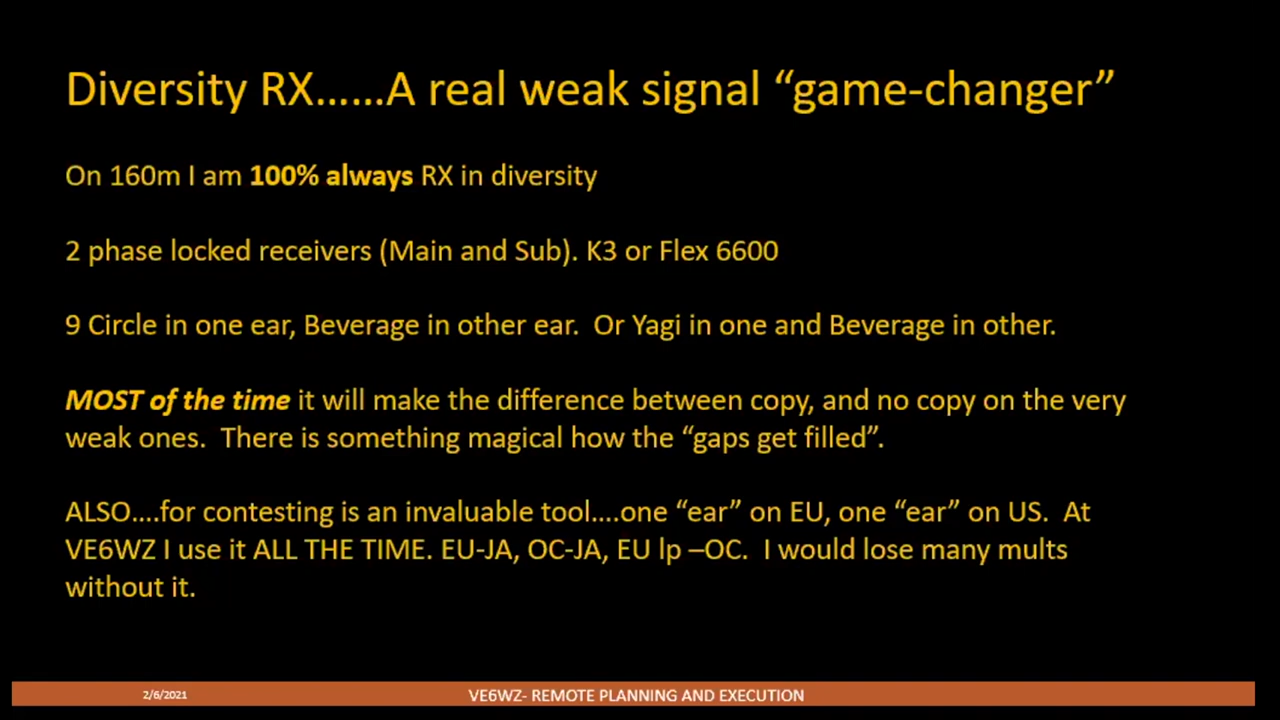 Diversity RX......A real weak signal “game-changer”
On 160m I am 100% always RX in diversity
2 phase locked receivers (Main and Sub). K3 or Flex 6600
9 Circle in one ear, Beverage in other ear.  Or Yagi in one and Beverage in other.
MOST of the time it will make the difference between copy, and no copy on the very
weak ones.  There is something magical how the “gaps get filled”.
ALSO....for contesting is an invaluable tool....one “ear” on EU, one “ear” on US.  At
VE6WZ I use it ALL THE TIME. EU-JA, OC-JA, EU lp –OC.  I would lose many mults
without it.
2/6/2021
VE6WZ- REMOTE PLANNING AND EXECUTION